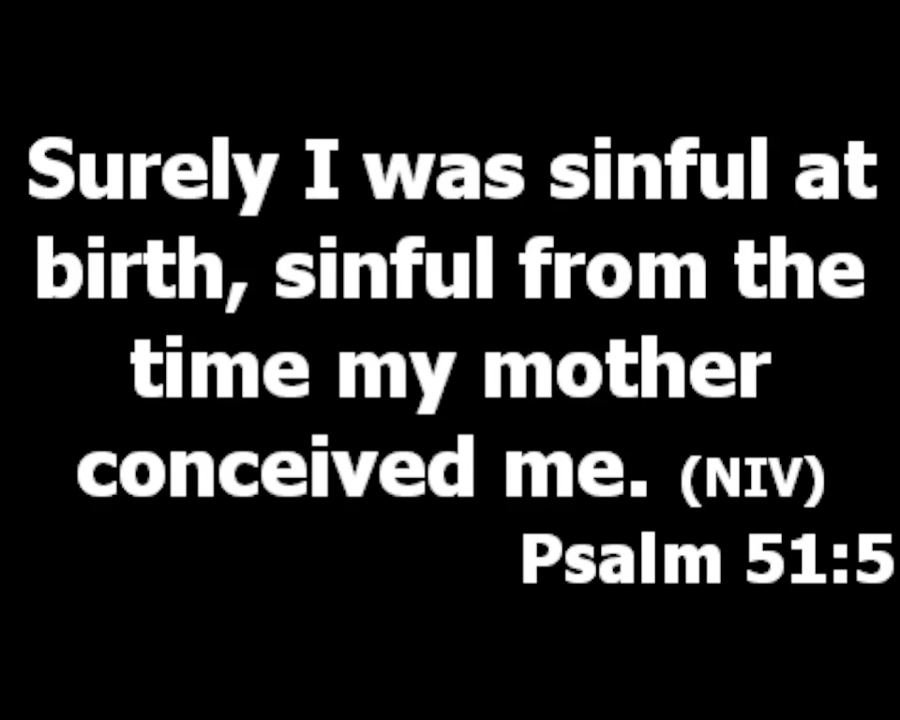 Surely I was sinful at
birth, sinful from the
time my mother
conceived me. (NIV)
Psalm 51:5